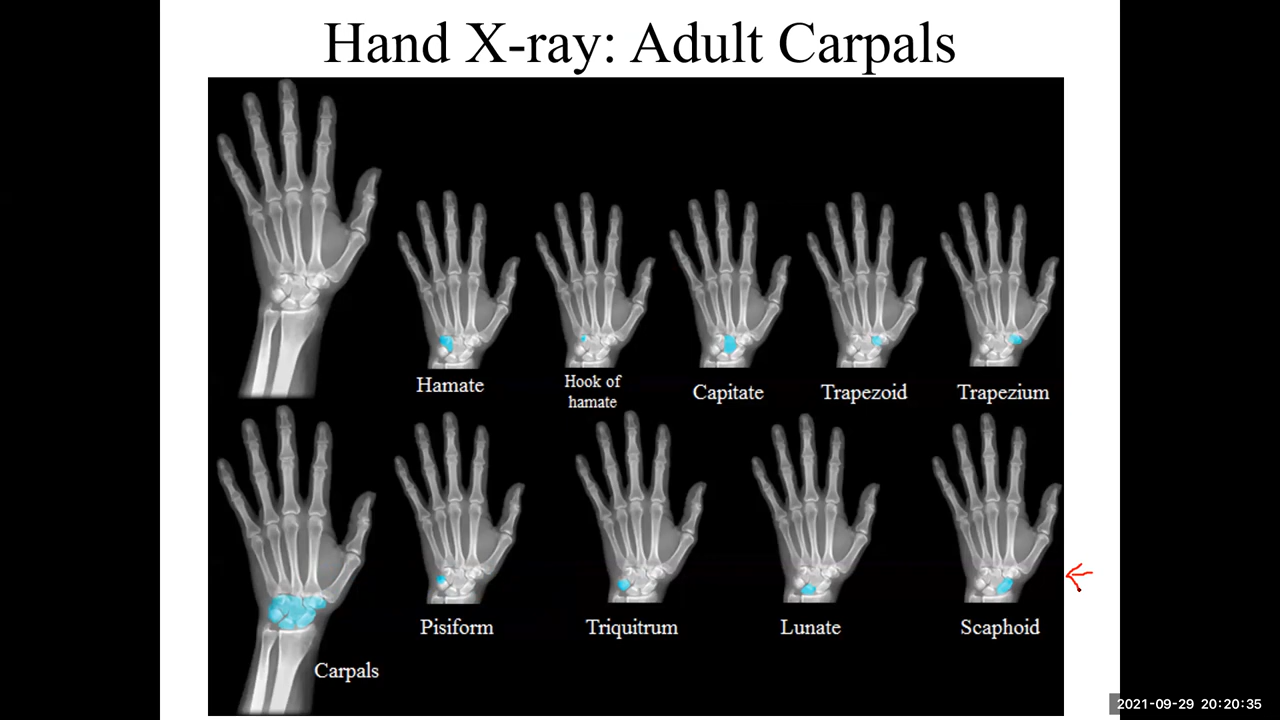 Hand X-ray: Adult Carpals
Hamate
Hook of
hamate
Capitate
Trapezoid
Trapezium
Pisiform
Triquitrum
Lunate
Scaphoid
Carpals
2021-09-29 20:20:35